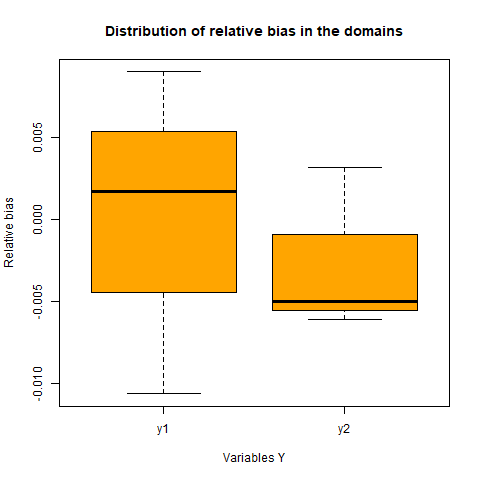 Distribution of relative bias in the domains
Relative bias
0.005
0.000
-0.005
-0.010
y1
y2
Variables Y